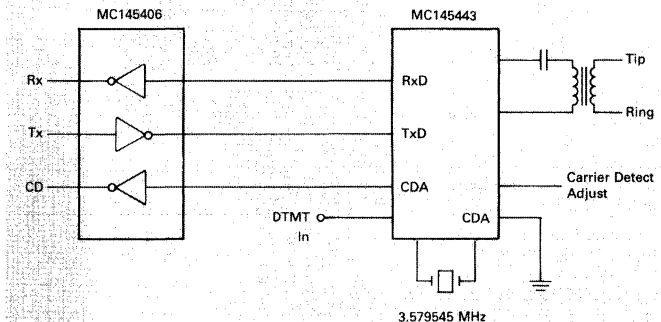 MC145406
MC145443
Rx
RxD
Tip
Ring
Tx
TxD
CD
CDA
Carrier Detect
Adjust
DTMT
In
CDA
3.579545 MHz